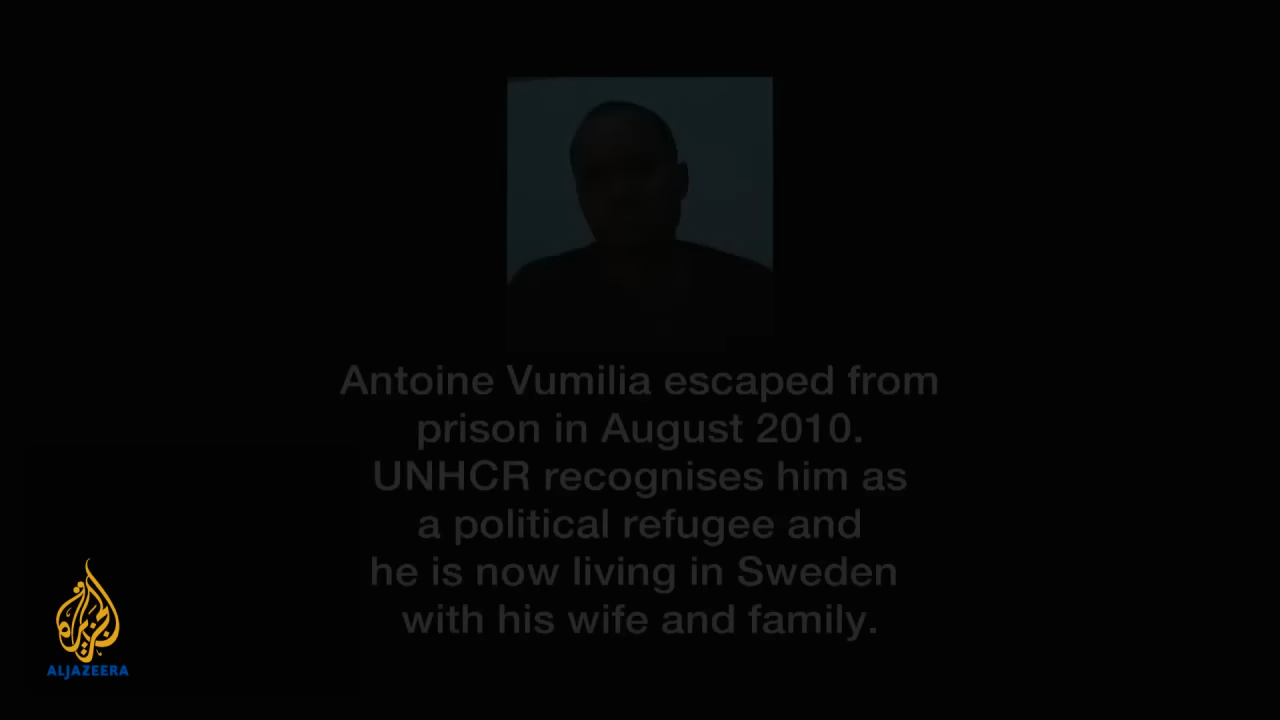 Antoine Vumilia escaped from
prison in August 2010.
UNHCR recognises him as
a political refugee and
he is now living in Sweden
with his wife and family.
الجزيرة
ALJAZEERA